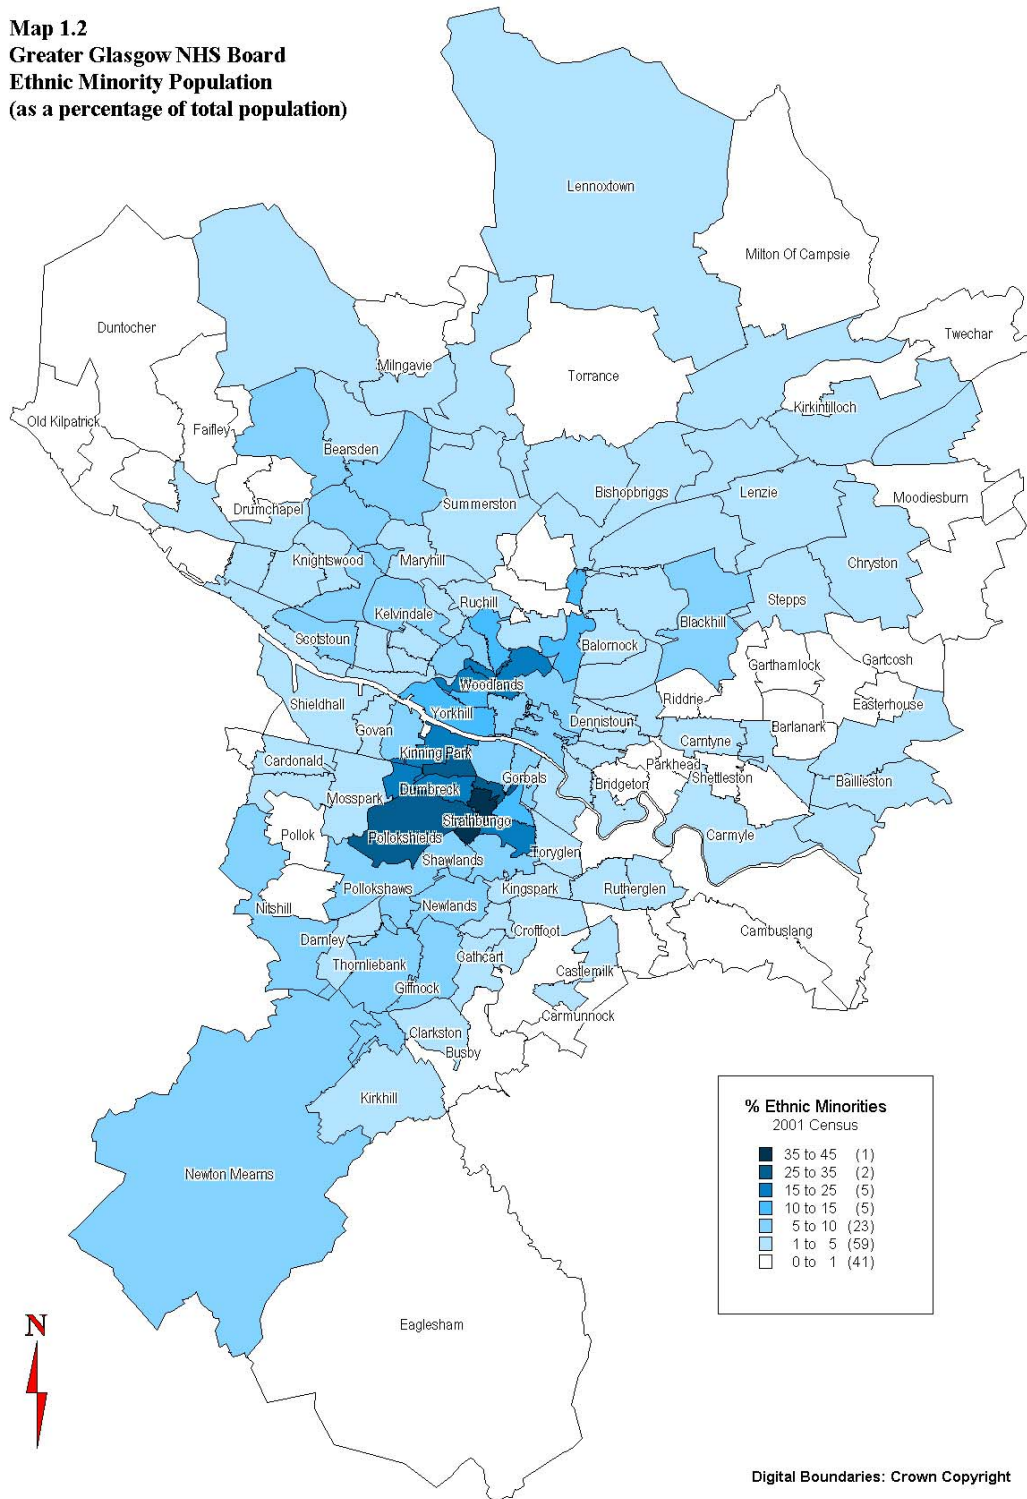 Map 1.2
Greater Glasgow NHS Board
Ethnic Minority Population
(as a percentage of total population)
Lennoxtown
Milton Of Campsie
Duntocher
Twechar
Milngavie
Torrance
Kirkintilloch
Old Kilpatrick
Faifley
Bearsden
Bishopbriggs
Lenzie
Moodiesburn
Drumchapel
Summerston
Knightswood
Maryhill
Chryston
Ruchill
Stepps
Kelvindale
Blackhill
Scotstoun
Balornock
Gartcosh
Garthamlock
Woodlands
Riddrie
Easterhouse
Shieldhall
Yorkhill
Govan
Dennistoun
Barlanark
Carntyne
Kinning Park
Cardonald
Parkhead
Gorbals
Shettleston
Baillieston
Dumbreck
Bridgeton
Mosspark
Strathbungo
Pollok
Pollokshields
Carmyle
Toryglen
Shawlands
Pollokshaws
Kingspark
Rutherglen
Nitshill
Newlands
Croftfoot
Cambuslang
Darnley
Cathcart
Thornliebank
Castlemilk
Giffnock
Carmunnock
Clarkston
Busby
Kirkhill
Newton Mearns
Eaglesham
% Ethnic Minorities
2001 Census
35 to 45 (1)
25 to 35 (2)
15 to 25 (5)
10 to 15 (5)
5 to 10 (23)
1 to 5 (59)
0 to 1 (41)
N
Digital Boundaries: Crown Copyright